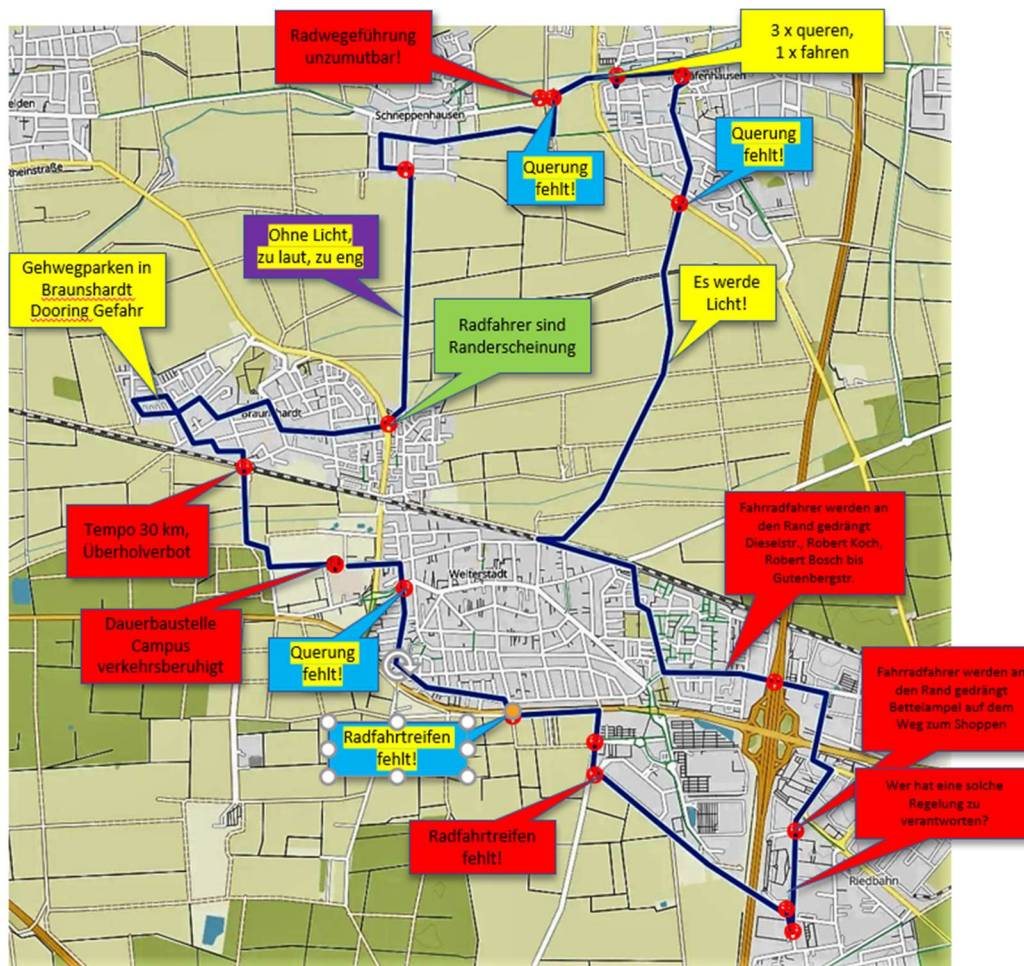 Radwegeführung
unzumutbar!
3 x queren,
1 x fahren
Schneppenhausen
Querung
fehlt!
Querung
fehlt!
Rheinstraße
Ohne Licht,
zu laut, zu eng
Gehwegparken in
Braunshardt
Dooring Gefahr
Es werde
Licht!
Radfahrer sind
Randerscheinung
Tempo 30 km,
Überholverbot
Fahrradfahrer werden an
den Rand gedrängt
Dieselstr., Robert Koch,
Robert Bosch bis
Gutenbergstr.
Weiterstadt
Dauerbaustelle
Campus
verkehrsberuhigt
Querung
fehlt!
Fahrradfahrer werden an
den Rand gedrängt
Bettelampel auf dem
Weg zum Shoppen
Radfahrtreifen
fehlt!
Wer hat eine solche
Regelung zu
verantworten?
Radfahrtreifen
fehlt!
Riedbahn